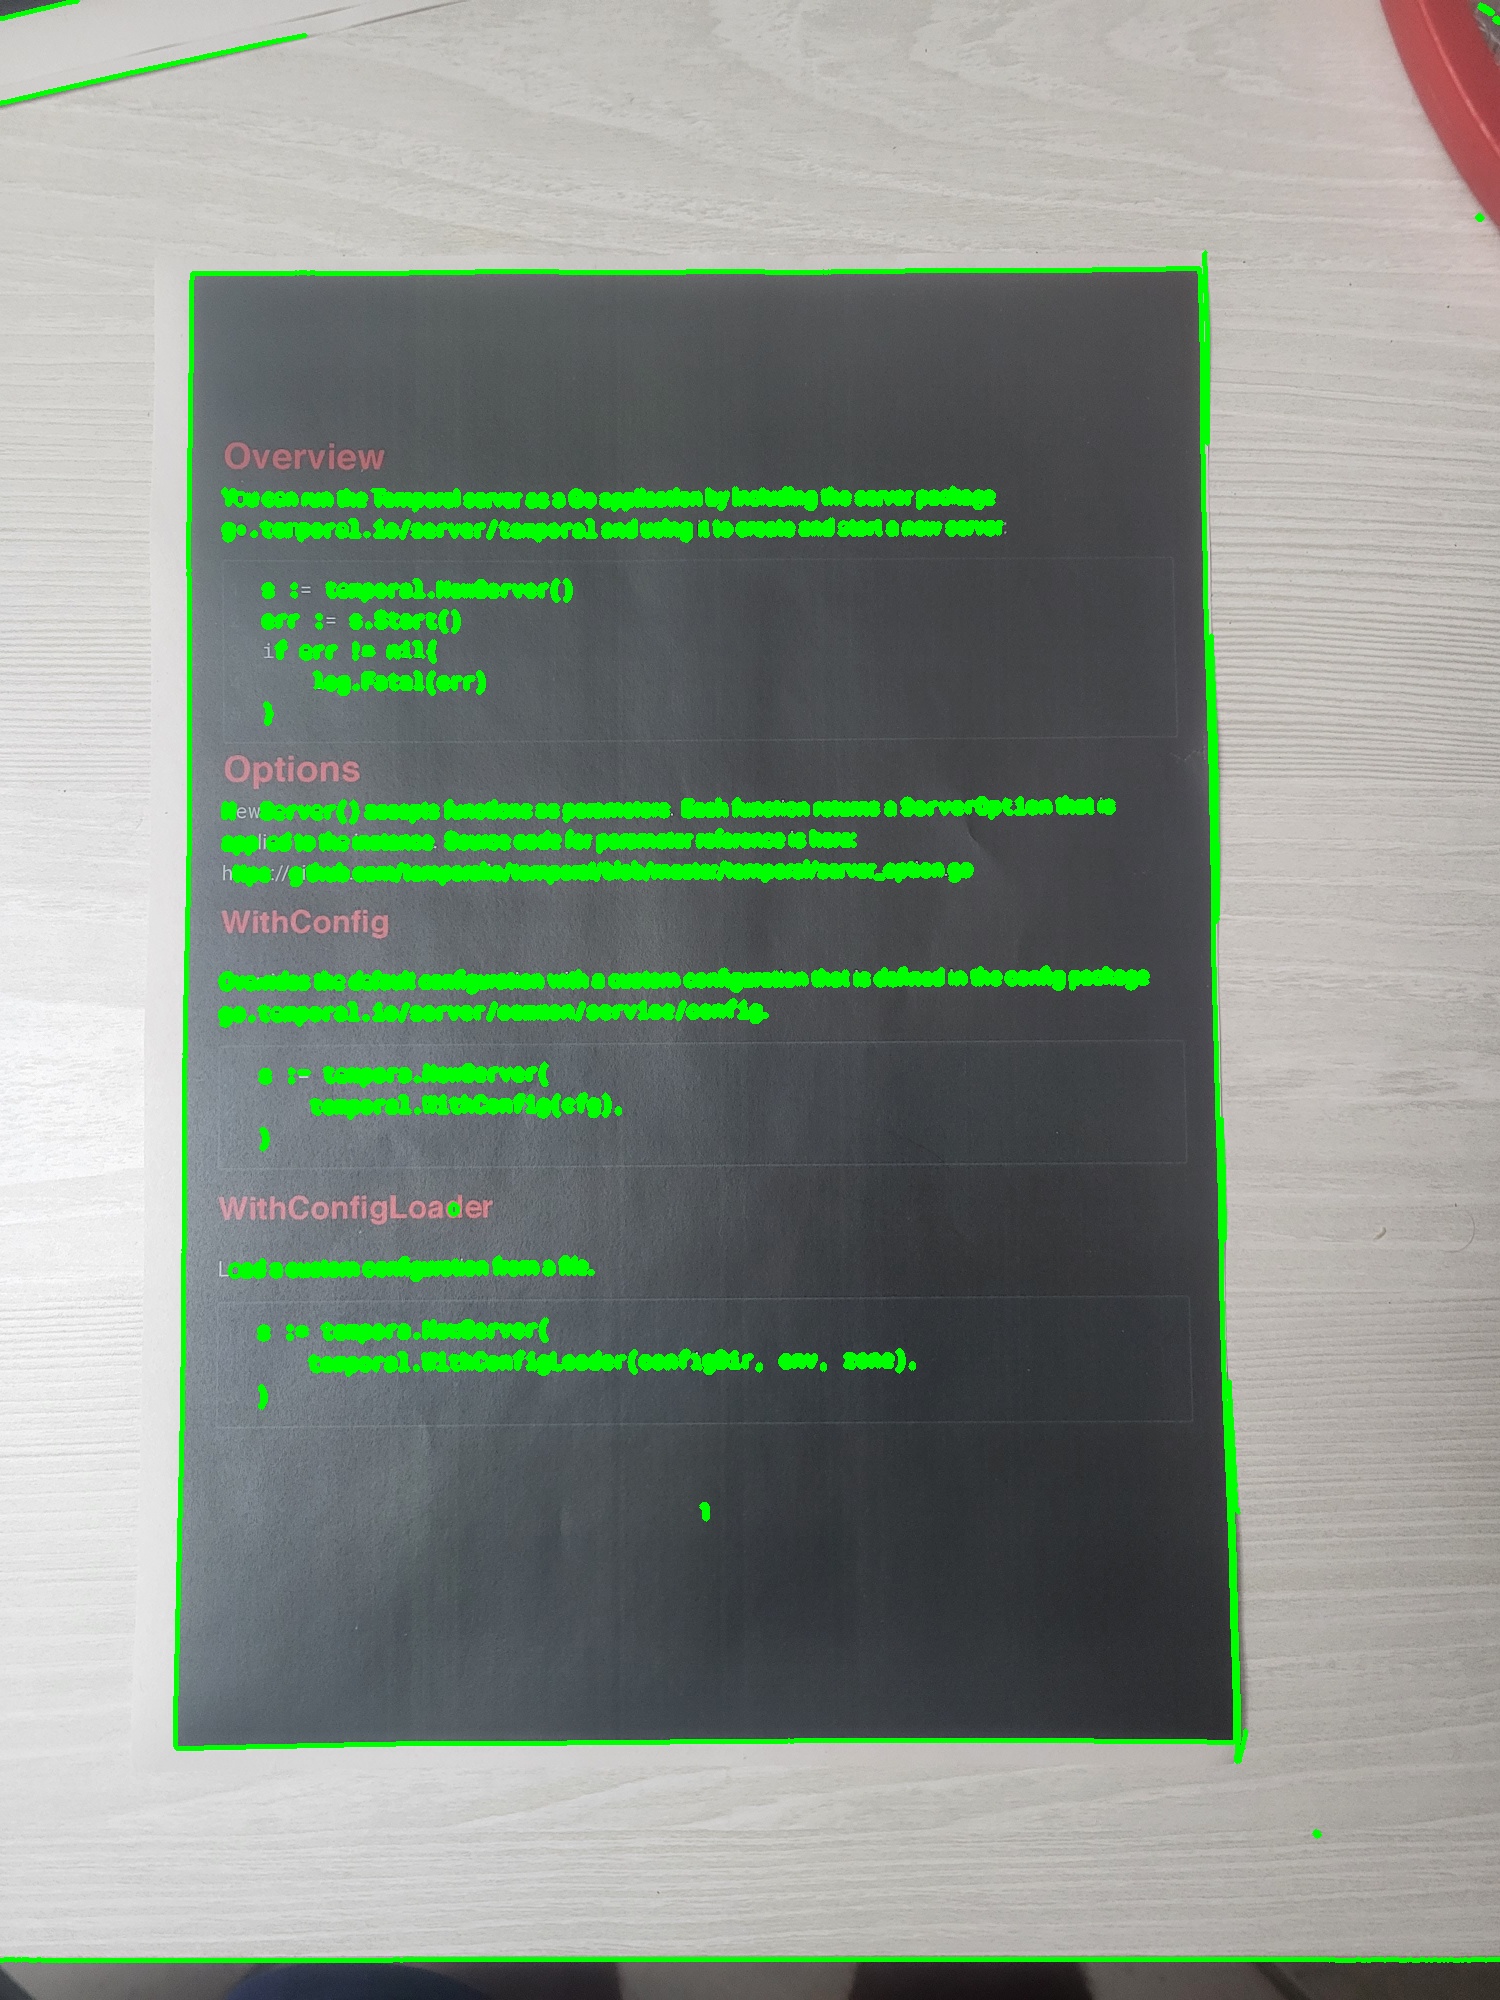 Overview
You can run the Temporal server as a Go application by including the server package
go.temporal.io/server/temporal and using it to create and start a new server.
s := temporal.NewServer()
err := s.Start()
if err != nil{
log.Fatal(err)
}
Options
NewServer() accepts functions as parameters. Each function returns a ServerOption that is
applied to the instance. Source code for parameter reference is here:
https://github.com/temporalio/temporal/blob/master/temporal/server_option.go
WithConfig
Overrides the default configuration with a custom configuration that is defined in the config package
go.temporal.io/server/common/service/config.
s := tempora.NewServer(
temporal.WithConfig(cfg),
)
WithConfigLoader
Load a custom configuration from a file.
s := tempora.NewServer(
temporal.WithConfigLoader(configDir, env, zone),
)
1